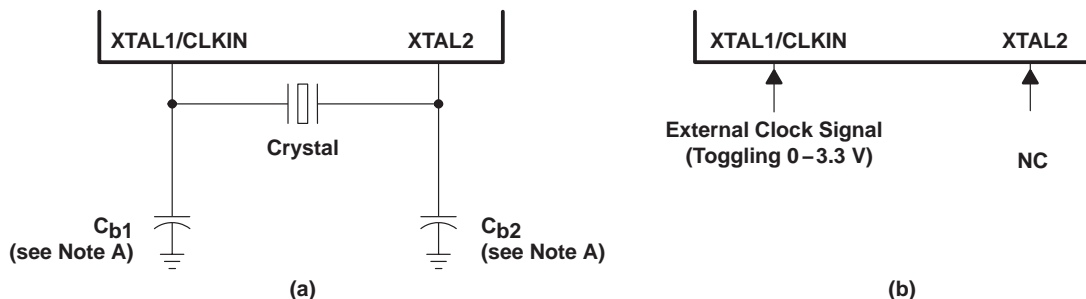 XTAL1/CLKIN XTAL2
Crystal
Cb1
(see Note A)
Cb2
(see Note A)
(a)
XTAL1/CLKIN XTAL2
External Clock Signal
(Toggling 0–3.3 V)
NC
(b)